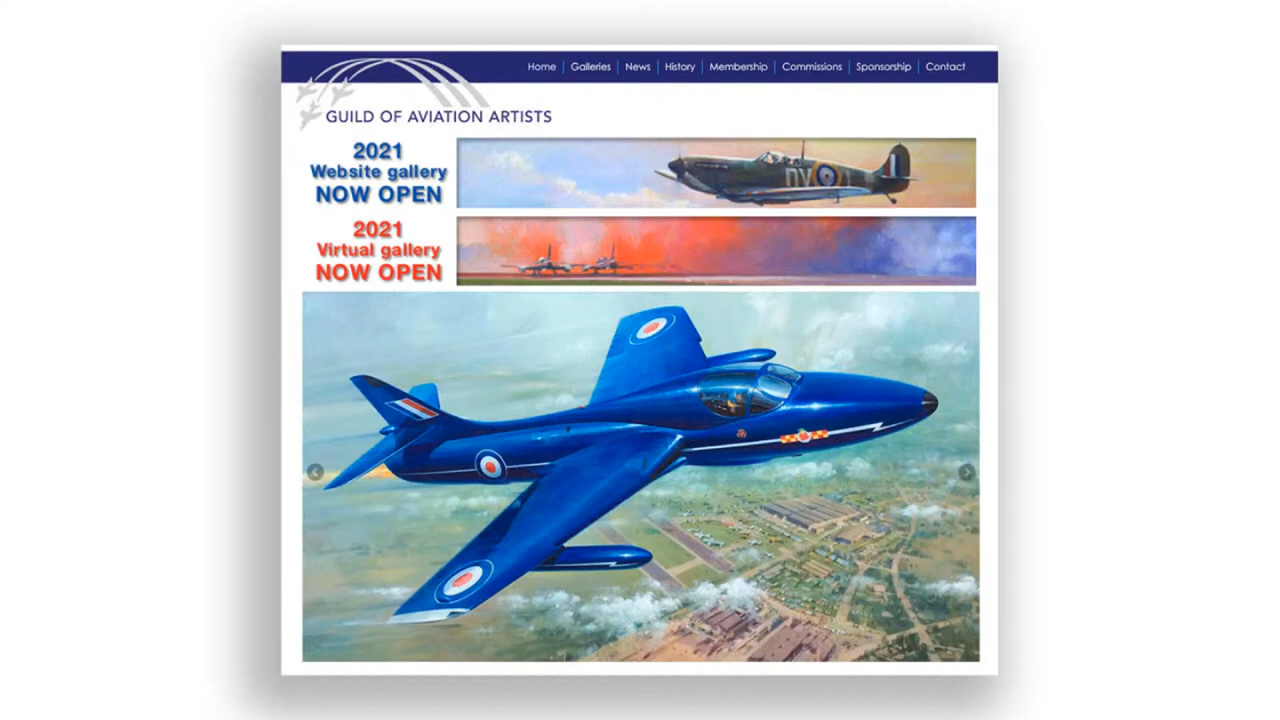 Home Galleries News History Membership Commissions Sponsorship Contact
GUILD OF AVIATION ARTISTS
2021
Website gallery
NOW OPEN
2021
Virtual gallery
NOW OPEN